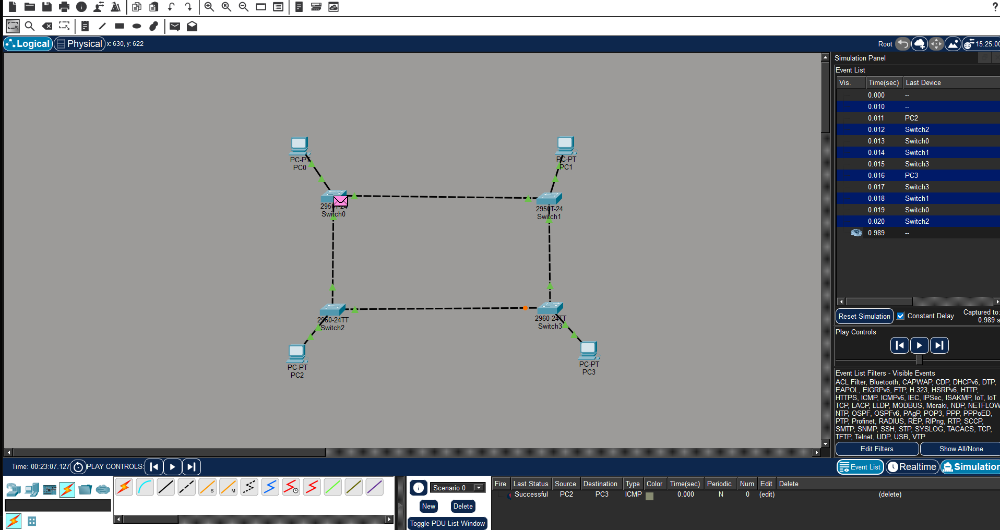 ?
Logical Physical x: 630, y: 622 Root 15:25:00
Simulation Panel
Event List
Vis. Time(sec) Last Device
0.000 --
0.010 --
0.011 PC2
0.012 Switch2
0.013 Switch0
0.014 Switch1
0.015 Switch3
0.016 PC3
0.017 Switch3
0.018 Switch1
0.019 Switch0
0.020 Switch2
0.989 --
PC-PT
PC0
PC-PT
PC1
2950T-24
Switch0
2950T-24
Switch1
2960-24TT
Switch2
2960-24TT
Switch3
PC-PT
PC2
PC-PT
PC3
Reset Simulation Constant Delay Captured to:
0.989 s
Play Controls
Event List Filters - Visible Events
ACL Filter, Bluetooth, CAPWAP, CDP, DHCPv6, DTP,
EAPOL, EIGRPv6, FTP, H.323, HSRPv6, HTTP,
HTTPS, ICMP, ICMPv6, IEC, IPSec, ISAKMP, IoT, IoT
TCP, LACP, LLDP, MODBUS, Meraki, NDP, NETFLOW
NTP, OSPF, OSPFv6, PAgP, POP3, PPP, PPPoED,
PTP, Profinet, RADIUS, REP, RIPng, RTP, SCCP,
SMTP, SNMP, SSH, STP, SYSLOG, TACACS, TCP,
TFTP, Telnet, UDP, USB, VTP
Edit Filters Show All/None
Time: 00:23:07.127 PLAY CONTROLS: Event List Realtime Simulation
S M
Scenario 0
New Delete
Toggle PDU List Window
Fire Last Status Source Destination Type Color Time(sec) Periodic Num Edit Delete
Successful PC2 PC3 ICMP 0.000 N 0 (edit) (delete)